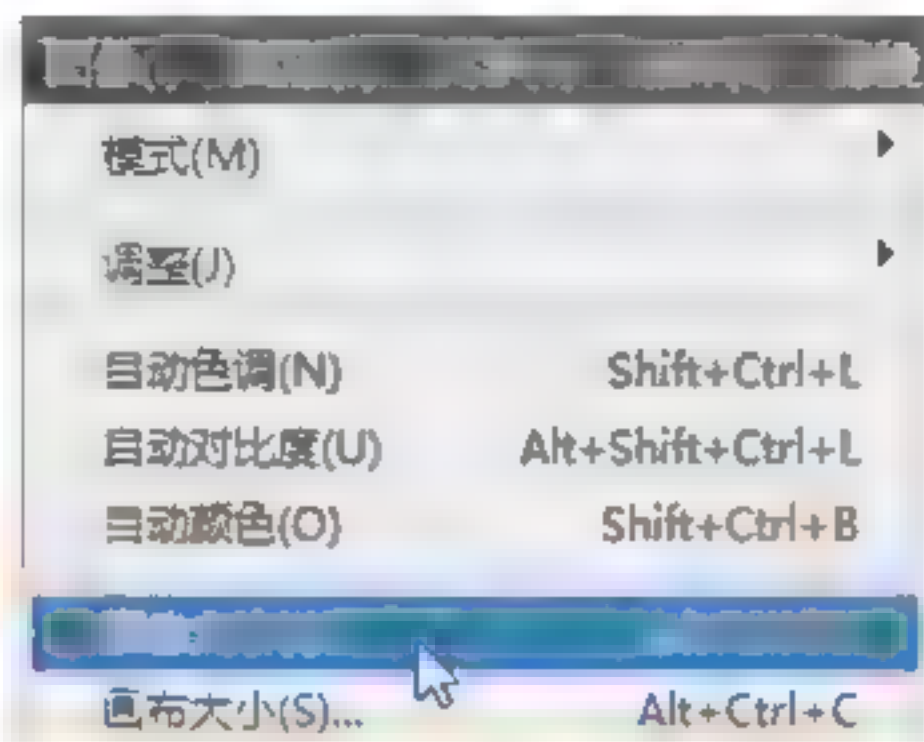 模式(M)
调整(J)
自动色调(N) Shift+Ctrl+L
自动对比度(U) Alt+Shift+Ctrl+L
自动颜色(O) Shift+Ctrl+B
画布大小(S)... Alt+Ctrl+C